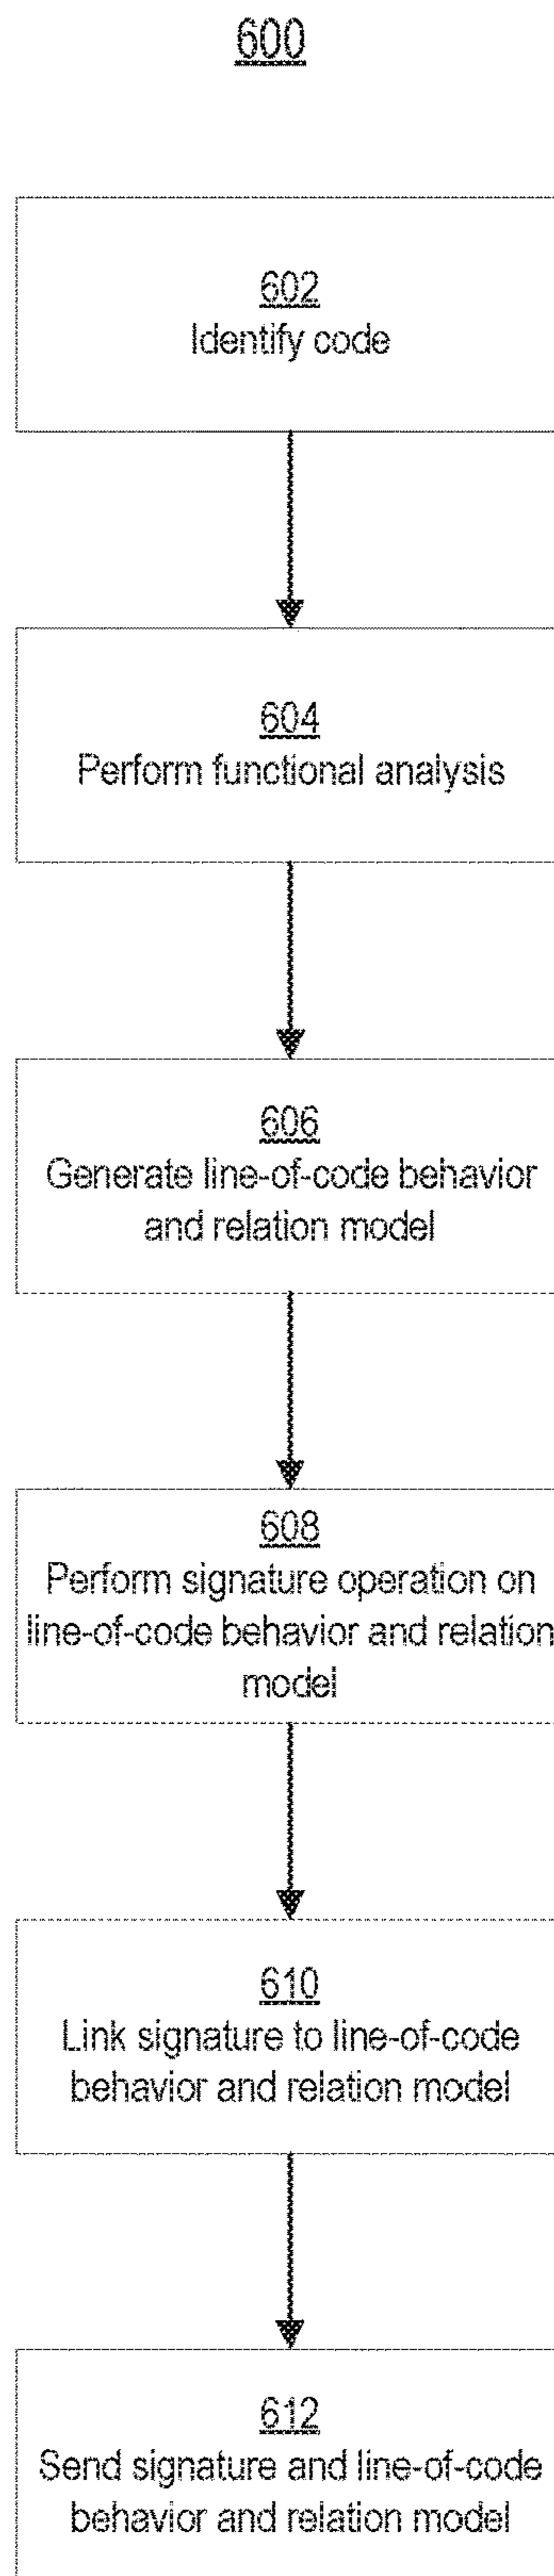 600
602
Identify code
604
Perform functional analysis
606
Generate line-of-code behavior
and relation model
608
Perform signature operation on
line-of-code behavior and relation
model
610
Link signature to line-of-code
behavior and relation model
612
Send signature and line-of-code
behavior and relation model